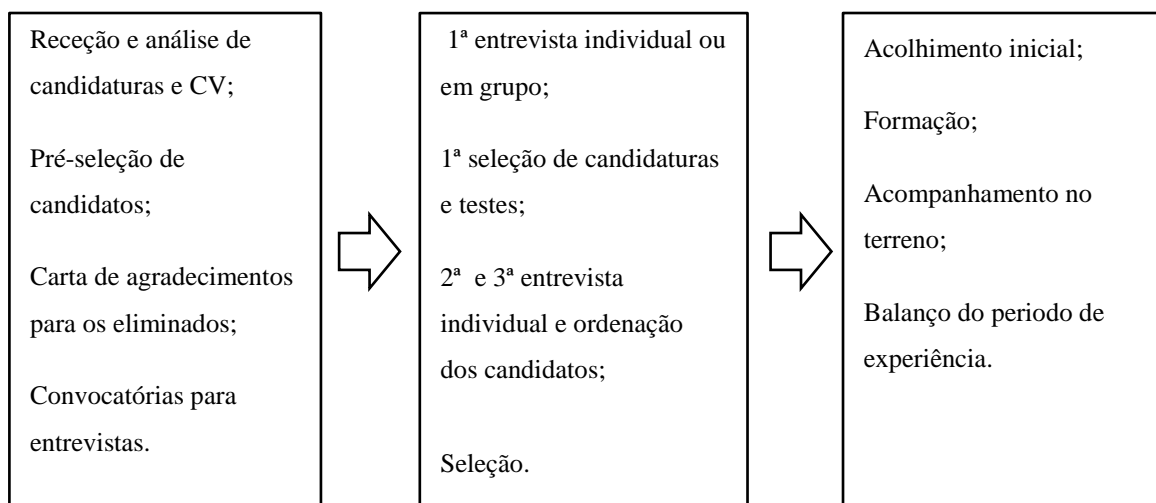 Receção e análise de
candidaturas e CV;
Pré-seleção de
candidatos;
Carta de agradecimentos
para os eliminados;
Convocatórias para
entrevistas.
1ª entrevista individual ou
em grupo;
1ª seleção de candidaturas
e testes;
2ª e 3ª entrevista
individual e ordenação
dos candidatos;
Seleção.
Acolhimento inicial;
Formação;
Acompanhamento no
terreno;
Balanço do periodo de
experiência.